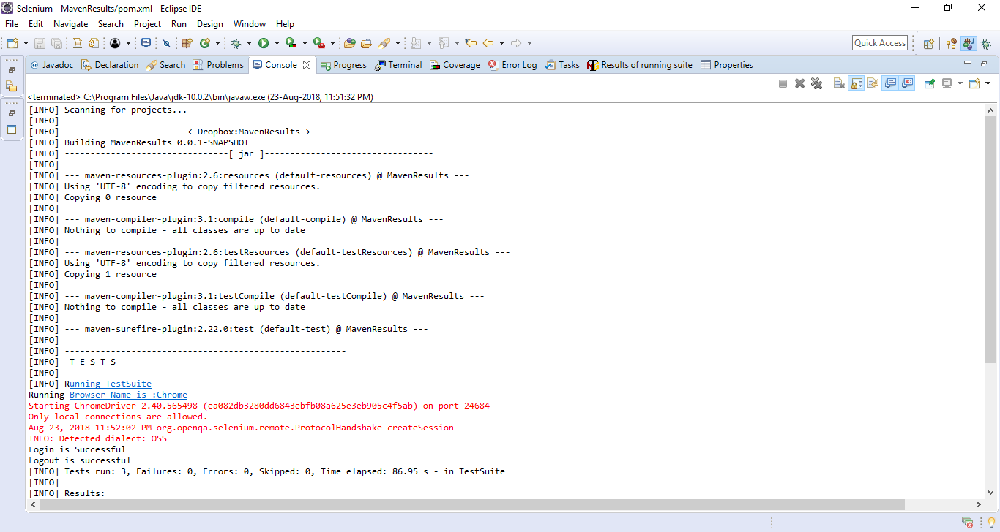 Selenium - MavenResults/pom.xml - Eclipse IDE
File Edit Navigate Search Project Run Design Window Help
Quick Access
@ Javadoc Declaration Search Problems Console Progress Terminal Coverage Error Log Tasks Results of running suite Properties
<terminated> C:\Program Files\Java\jdk-10.0.2\bin\javaw.exe (23-Aug-2018, 11:51:32 PM)
[INFO] Scanning for projects...
[INFO]
[INFO] ------------------------< Dropbox:MavenResults >------------------------
[INFO] Building MavenResults 0.0.1-SNAPSHOT
[INFO] --------------------------------[ jar ]---------------------------------
[INFO]
[INFO] --- maven-resources-plugin:2.6:resources (default-resources) @ MavenResults ---
[INFO] Using 'UTF-8' encoding to copy filtered resources.
[INFO] Copying 0 resource
[INFO]
[INFO] --- maven-compiler-plugin:3.1:compile (default-compile) @ MavenResults ---
[INFO] Nothing to compile - all classes are up to date
[INFO]
[INFO] --- maven-resources-plugin:2.6:testResources (default-testResources) @ MavenResults ---
[INFO] Using 'UTF-8' encoding to copy filtered resources.
[INFO] Copying 1 resource
[INFO]
[INFO] --- maven-compiler-plugin:3.1:testCompile (default-testCompile) @ MavenResults ---
[INFO] Nothing to compile - all classes are up to date
[INFO]
[INFO] --- maven-surefire-plugin:2.22.0:test (default-test) @ MavenResults ---
[INFO]
[INFO] -------------------------------------------------------
[INFO]  T E S T S
[INFO] -------------------------------------------------------
[INFO] Running TestSuite
Running Browser Name is :Chrome
Starting ChromeDriver 2.40.565498 (ea082db3280dd6843ebfb08a625e3eb905c4f5ab) on port 24684
Only local connections are allowed.
Aug 23, 2018 11:52:02 PM org.openqa.selenium.remote.ProtocolHandshake createSession
INFO: Detected dialect: OSS
Login is Successful
Logout is successful
[INFO] Tests run: 3, Failures: 0, Errors: 0, Skipped: 0, Time elapsed: 86.95 s - in TestSuite
[INFO]
[INFO] Results: